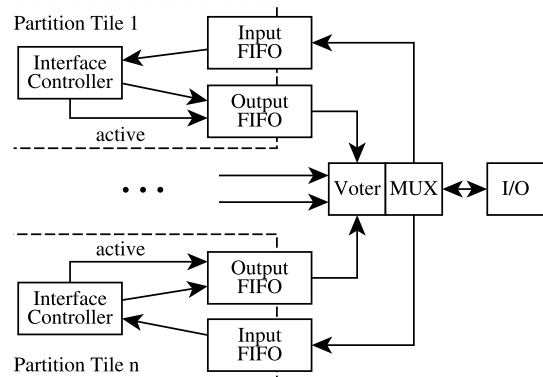 Partition Tile 1
Input
FIFO
Interface
Controller
Output
FIFO
active
• • •
Voter
MUX
I/O
active
Output
FIFO
Interface
Controller
Input
FIFO
Partition Tile n